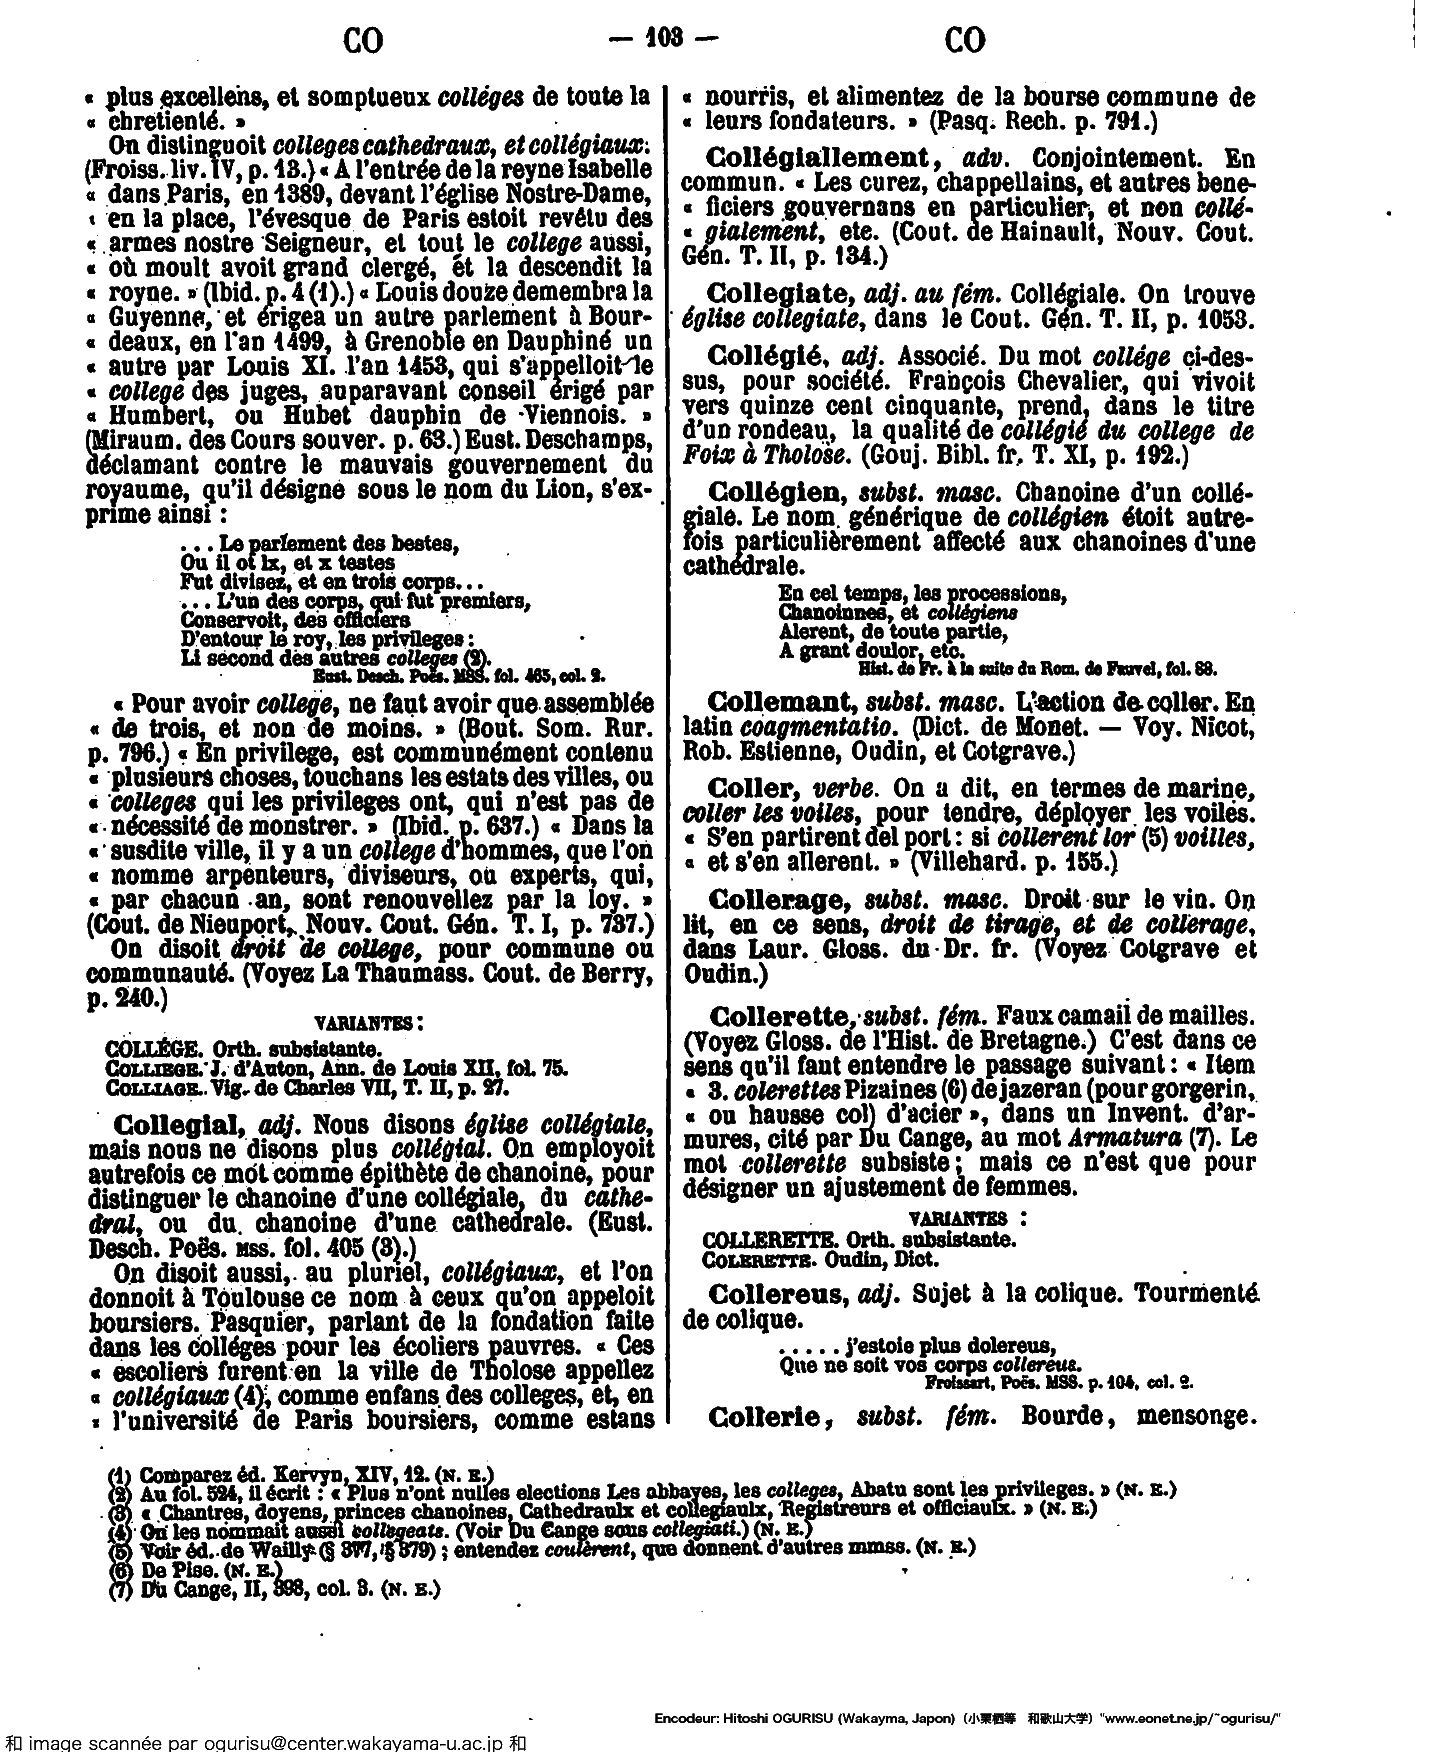 CO — 103 — CO
« plus excellens, et somptueux colléges de toute la
« chretienté. »
On distinguoit colleges cathedraux, et collégiaux.
(Froiss. liv. IV, p. 13.) « A l'entrée de la reyne Isabelle
« dans Paris, en 1389, devant l'église Nostre-Dame,
« en la place, l'évesque de Paris estoit revétu des
« armes nostre Seigneur, et tout le college aussi,
« où moult avoit grand clergé, et la descendit la
« royne. » (Ibid. p. 4 (1).) « Louis douze demembra la
« Guyenne, et érigea un autre parlement à Bour-
« deaux, en l'an 1499, à Grenoble en Dauphiné un
« autre par Louis XI. l'an 1453, qui s'appelloit le
« college des juges, auparavant conseil érigé par
« Humbert, ou Hubet dauphin de Viennois. »
(Miraum. des Cours souver. p. 63.) Eust. Deschamps,
déclamant contre le mauvais gouvernement du
royaume, qu'il désigne sous le nom du Lion, s'ex-
prime ainsi :
... Le parlement des bestes,
Ou il ot lx, et x testes
Fut divisez, et en trois corps...
... L'un des corps, qui fut premiers,
Conservoit, des officiers
D'entour le roy, les privileges :
Li second des autres colleges (2).
Eust. Desch. Poës. MSS. fol. 465, col. 2.
« Pour avoir college, ne faut avoir que assemblée
« de trois, et non de moins. » (Bout. Som. Rur.
p. 796.) « En privilege, est communément contenu
« plusieurs choses, touchans les estats des villes, ou
« colleges qui les privileges ont, qui n'est pas de
« nécessité de monstrer. » (Ibid. p. 637.) « Dans la
« susdite ville, il y a un college d'hommes, que l'on
« nomme arpenteurs, diviseurs, ou experts, qui,
« par chacun an, sont renouvellez par la loy. »
(Cout. de Nieuport, Nouv. Cout. Gén. T. I, p. 737.)
On disoit droit de college, pour commune ou
communauté. (Voyez La Thaumass. Cout. de Berry,
p. 240.)
VARIANTES :
COLLÉGE. Orth. subsistante.
COLLIEGE. J. d'Auton, Ann. de Louis XII, fol. 75.
COLLIAGE. Vig. de Charles VII, T. II, p. 27.
Collegial, adj. Nous disons église collégiale,
mais nous ne disons plus collégial. On employoit
autrefois ce mot comme épithète de chanoine, pour
distinguer le chanoine d'une collégiale, du cathe-
dral, ou du chanoine d'une cathedrale. (Eust.
Desch. Poës. MSS. fol. 405 (3).)
On disoit aussi, au pluriel, collégiaux, et l'on
donnoit à Toulouse ce nom à ceux qu'on appeloit
boursiers. Pasquier, parlant de la fondation faite
dans les colléges pour les écoliers pauvres. « Ces
« escoliers furent en la ville de Tholose appellez
« collégiaux (4), comme enfans des colleges, et, en
« l'université de Paris boursiers, comme estans
« nourris, et alimentez de la bourse commune de
« leurs fondateurs. » (Pasq. Rech. p. 791.)
Collégiallement, adv. Conjointement. En
commun. « Les curez, chappellains, et autres bene-
« ficiers gouvernans en particulier, et non collé-
« gialement, etc. (Cout. de Hainault, Nouv. Cout.
Gén. T. II, p. 134.)
Collegiate, adj. au fém. Collégiale. On trouve
église collegiate, dans le Cout. Gén. T. II, p. 1053.
Collégié, adj. Associé. Du mot collége ci-des-
sus, pour société. François Chevalier, qui vivoit
vers quinze cent cinquante, prend, dans le titre
d'un rondeau, la qualité de collégié du college de
Foix à Tholose. (Gouj. Bibl. fr. T. XI, p. 192.)
Collégien, subst. masc. Chanoine d'un collé-
giale. Le nom générique de collégien étoit autre-
fois particulièrement affecté aux chanoines d'une
cathédrale.
En cel temps, les processions,
Chanoinnes, et collégiens
Alerent, de toute partie,
A grant doulor, etc.
Hist. de Fr. à la suite du Rom. de Fauvel, fol. 88.
Collemant, subst. masc. L'action de coller. En
latin coagmentatio. (Dict. de Monet. — Voy. Nicot,
Rob. Estienne, Oudin, et Cotgrave.)
Coller, verbe. On a dit, en termes de marine,
coller les voiles, pour tendre, déployer les voiles.
« S'en partirent del port : si collerent lor (5) voilles,
« et s'en allerent. » (Villehard. p. 155.)
Collerage, subst. masc. Droit sur le vin. On
lit, en ce sens, droit de tirage, et de collerage,
dans Laur. Gloss. du Dr. fr. (Voyez Cotgrave et
Oudin.)
Collerette, subst. fém. Faux camail de mailles.
(Voyez Gloss. de l'Hist. de Bretagne.) C'est dans ce
sens qu'il faut entendre le passage suivant : « Item
« 3. colerettes Pizaines (6) de jazeran (pour gorgerin,
« ou hausse col) d'acier », dans un Invent. d'ar-
mures, cité par Du Cange, au mot Armatura (7). Le
mot collerette subsiste ; mais ce n'est que pour
désigner un ajustement de femmes.
VARIANTES :
COLLERETTE. Orth. subsistante.
COLERETTE. Oudin, Dict.
Collereus, adj. Sujet à la colique. Tourmenté
de colique.
..... j'estoie plus dolereus,
Que ne soit vos corps collereus.
Froissart, Poës. MSS. p. 104, col. 2.
Collerie, subst. fém. Bourde, mensonge.
(1) Comparez éd. Kervyn, XIV, 12. (N. E.)
(2) Au fol. 524, il écrit : « Plus n'ont nulles elections Les abbayes, les colleges, Abatu sont les privileges. » (N. E.)
(3) « Chantres, doyens, princes chanoines, Cathedraulx et collegiaulx, Registreurs et officiaulx. » (N. E.)
(4) On les nommait aussi collegeats. (Voir Du Cange sous collegiati.) (N. E.)
(5) Voir éd. de Wailly (§ 377, § 379) ; entendez coulèrent, que donnent d'autres mmss. (N. E.)
(6) De Pise. (N. E.)
(7) Du Cange, II, 398, col. 3. (N. E.)
Encodeur: Hitoshi OGURISU (Wakayma, Japon) (小栗栖等 和歌山大学) "www.eonet.ne.jp/~ogurisu/"
和 image scannée par ogurisu@center.wakayama-u.ac.jp 和